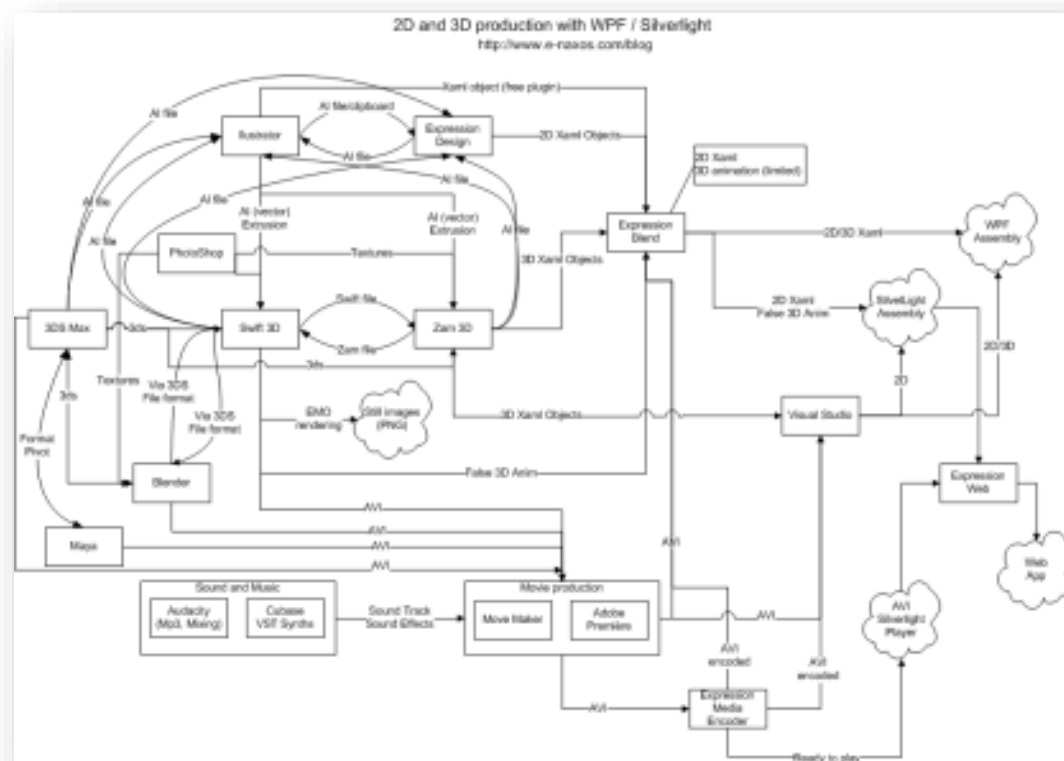 2D and 3D production with WPF / Silverlight
http://www.e-naxos.com/blog
Xaml object (free plugin)
AI file
AI file/clipboard
Illustrator
Expression
Design
2D Xaml Objects
AI file
2D Xaml
3D animation (limited)
AI file
AI file
AI file
AI file
AI (vector)
Extrusion
AI (vector)
Extrusion
AI file
Expression
Blend
2D/3D Xaml
WPF
Assembly
PhotoShop
Textures
3D Xaml Objects
2D Xaml
False 3D Anim
SilverLight
Assembly
Swift file
3DS Max
3ds
Swift 3D
Zam 3D
Zam file
2D/3D
3ds
Textures
3ds
Via 3DS
File format
Via 3DS
File format
2D
EMO
rendering
Still images
(PNG)
3D Xaml Objects
Visual Studio
Format
Pivot
Blender
False 3D Anim
Expression
Web
AVI
Maya
AVI
AVI
AVI
AVI
Web
App
Sound and Music
Audacity
(Mp3, Mixing)
Cubase
VST Synths
Sound Track
Sound Effects
Movie production
Move Maker
Adobe
Première
AVI
AVI
Silverlight
Player
AVI
encoded
AVI
encoded
AVI
Expression
Media
Encoder
Ready to play